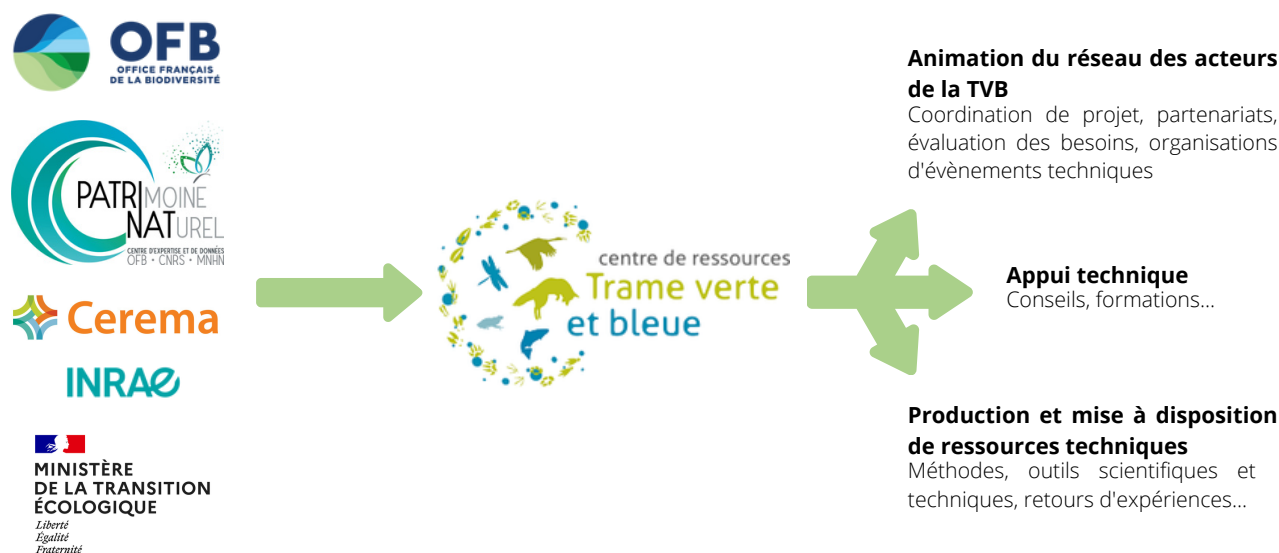 OFB
OFFICE FRANÇAIS
DE LA BIODIVERSITÉ
PATRIMOINE
NATUREL
CENTRE D'EXPERTISE ET DE DONNÉES
OFB • CNRS • MNHN
Cerema
INRAE
MINISTÈRE
DE LA TRANSITION
ÉCOLOGIQUE
Liberté
Égalité
Fraternité
centre de ressources
Trame verte
et bleue
Animation du réseau des acteurs
de la TVB
Coordination de projet, partenariats,
évaluation des besoins, organisations
d'évènements techniques
Appui technique
Conseils, formations...
Production et mise à disposition
de ressources techniques
Méthodes, outils scientifiques et
techniques, retours d'expériences...